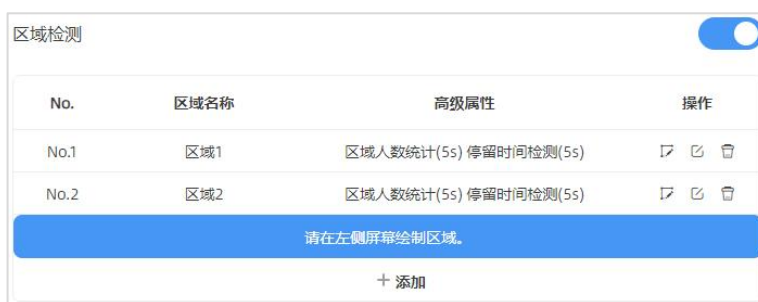 区域检测
No. 区域名称 高级属性 操作
No.1 区域1 区域人数统计(5s) 停留时间检测(5s)
No.2 区域2 区域人数统计(5s) 停留时间检测(5s)
请在左侧屏幕绘制区域。
+ 添加